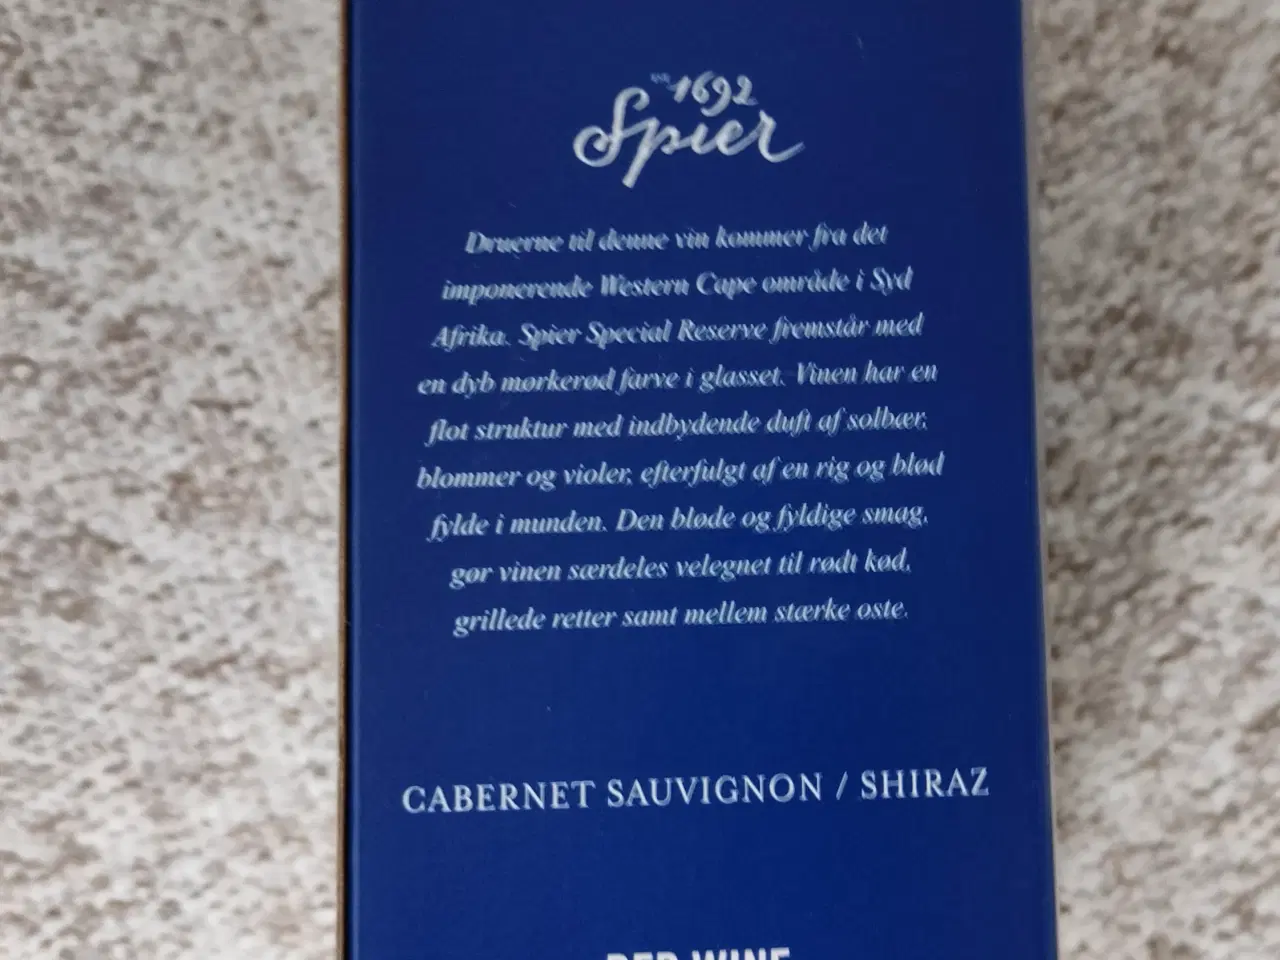 1692
Spier
Druerne til denne vin kommer fra det
imponerende Western Cape område i Syd
Afrika. Spier Special Reserve fremstår med
en dyb mørkerød farve i glasset. Vinen har en
flot struktur med indbydende duft af solbær,
blommer og violer, efterfulgt af en rig og blød
fylde i munden. Den bløde og fyldige smag,
gør vinen særdeles velegnet til rødt kød,
grillede retter samt mellem stærke oste.
CABERNET SAUVIGNON / SHIRAZ
RED WINE